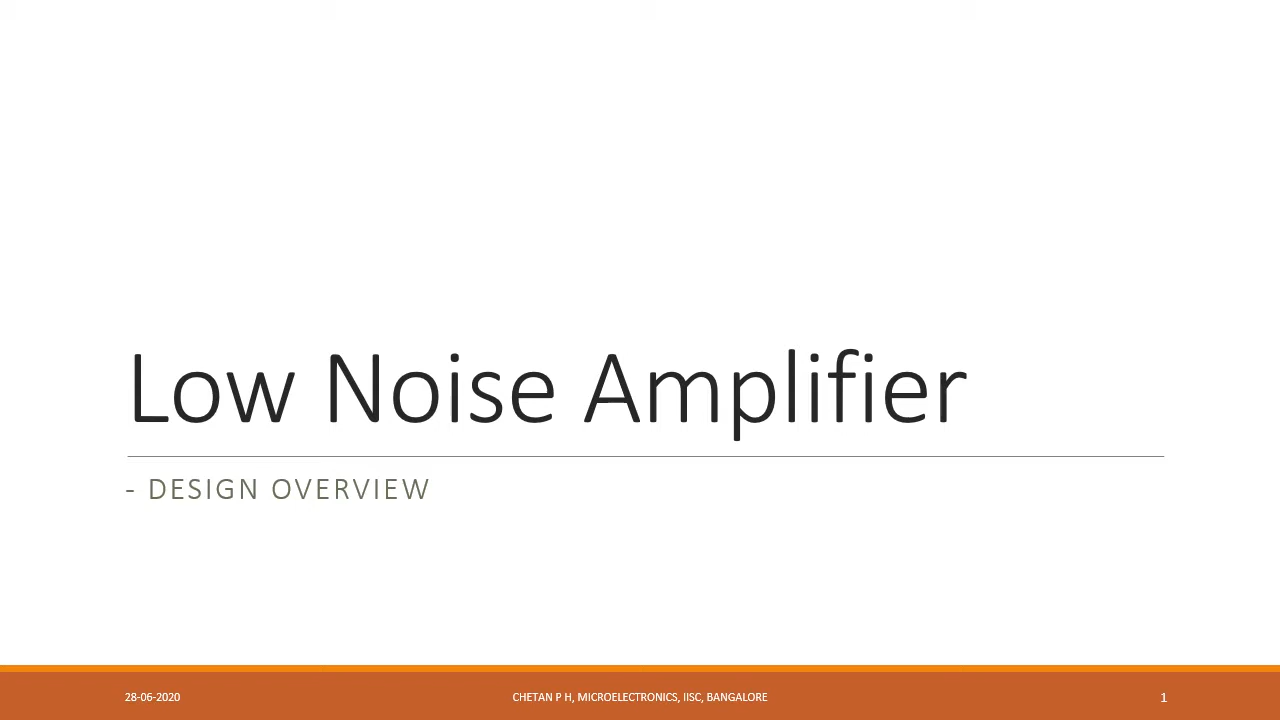 Low Noise Amplifier
- DESIGN OVERVIEW
28-06-2020
CHETAN P H, MICROELECTRONICS, IISC, BANGALORE
1